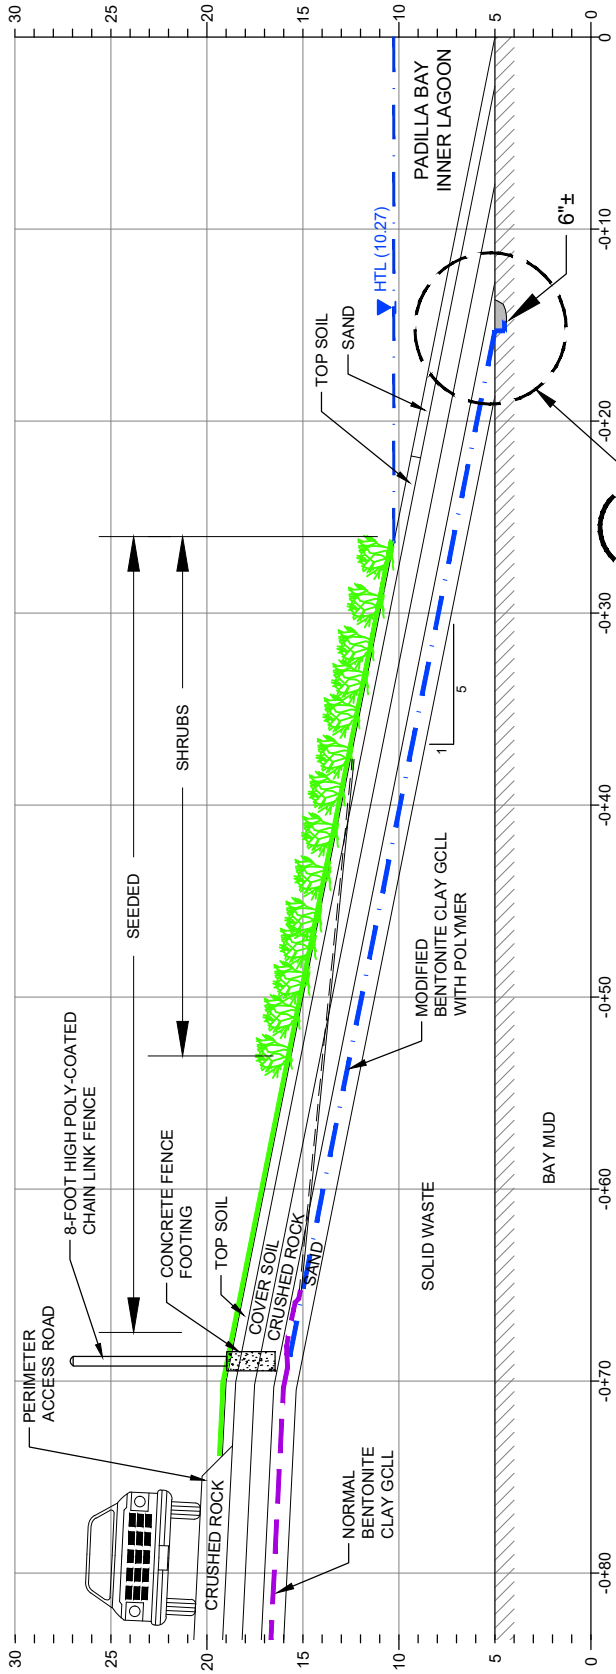 30
25
20
15
10
5
0
30
25
20
15
10
5
0
-0+80
-0+70
-0+60
-0+50
-0+40
-0+30
-0+20
-0+10
-0
PERIMETER
ACCESS ROAD
8-FOOT HIGH POLY-COATED
CHAIN LINK FENCE
CONCRETE FENCE
FOOTING
TOP SOIL
SEEDED
SHRUBS
CRUSHED ROCK
COVER SOIL
CRUSHED ROCK
SAND
NORMAL
BENTONITE
CLAY GCLL
SOLID WASTE
MODIFIED
BENTONITE CLAY GCLL
WITH POLYMER
BAY MUD
1
5
TOP SOIL
SAND
HTL (10.27)
PADILLA BAY
INNER LAGOON
6"±